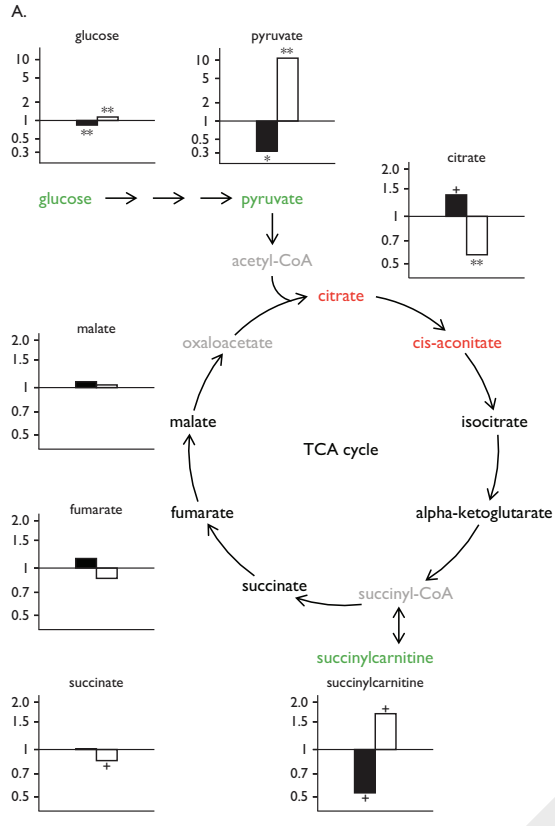 A.
glucose
10
5
2
1
0.5
0.3
**
**
pyruvate
10
5
2
1
0.5
0.3
**
*
citrate
2.0
1.5
1
0.7
0.5
+
**
glucose
pyruvate
acetyl-CoA
citrate
oxaloacetate
cis-aconitate
malate
2.0
1.5
1
0.7
0.5
malate
isocitrate
TCA cycle
fumarate
2.0
1.5
1
0.7
0.5
fumarate
alpha-ketoglutarate
succinate
succinyl-CoA
succinylcarnitine
succinate
2.0
1.5
1
0.7
0.5
+
succinylcarnitine
2.0
1.5
1
0.7
0.5
+
+